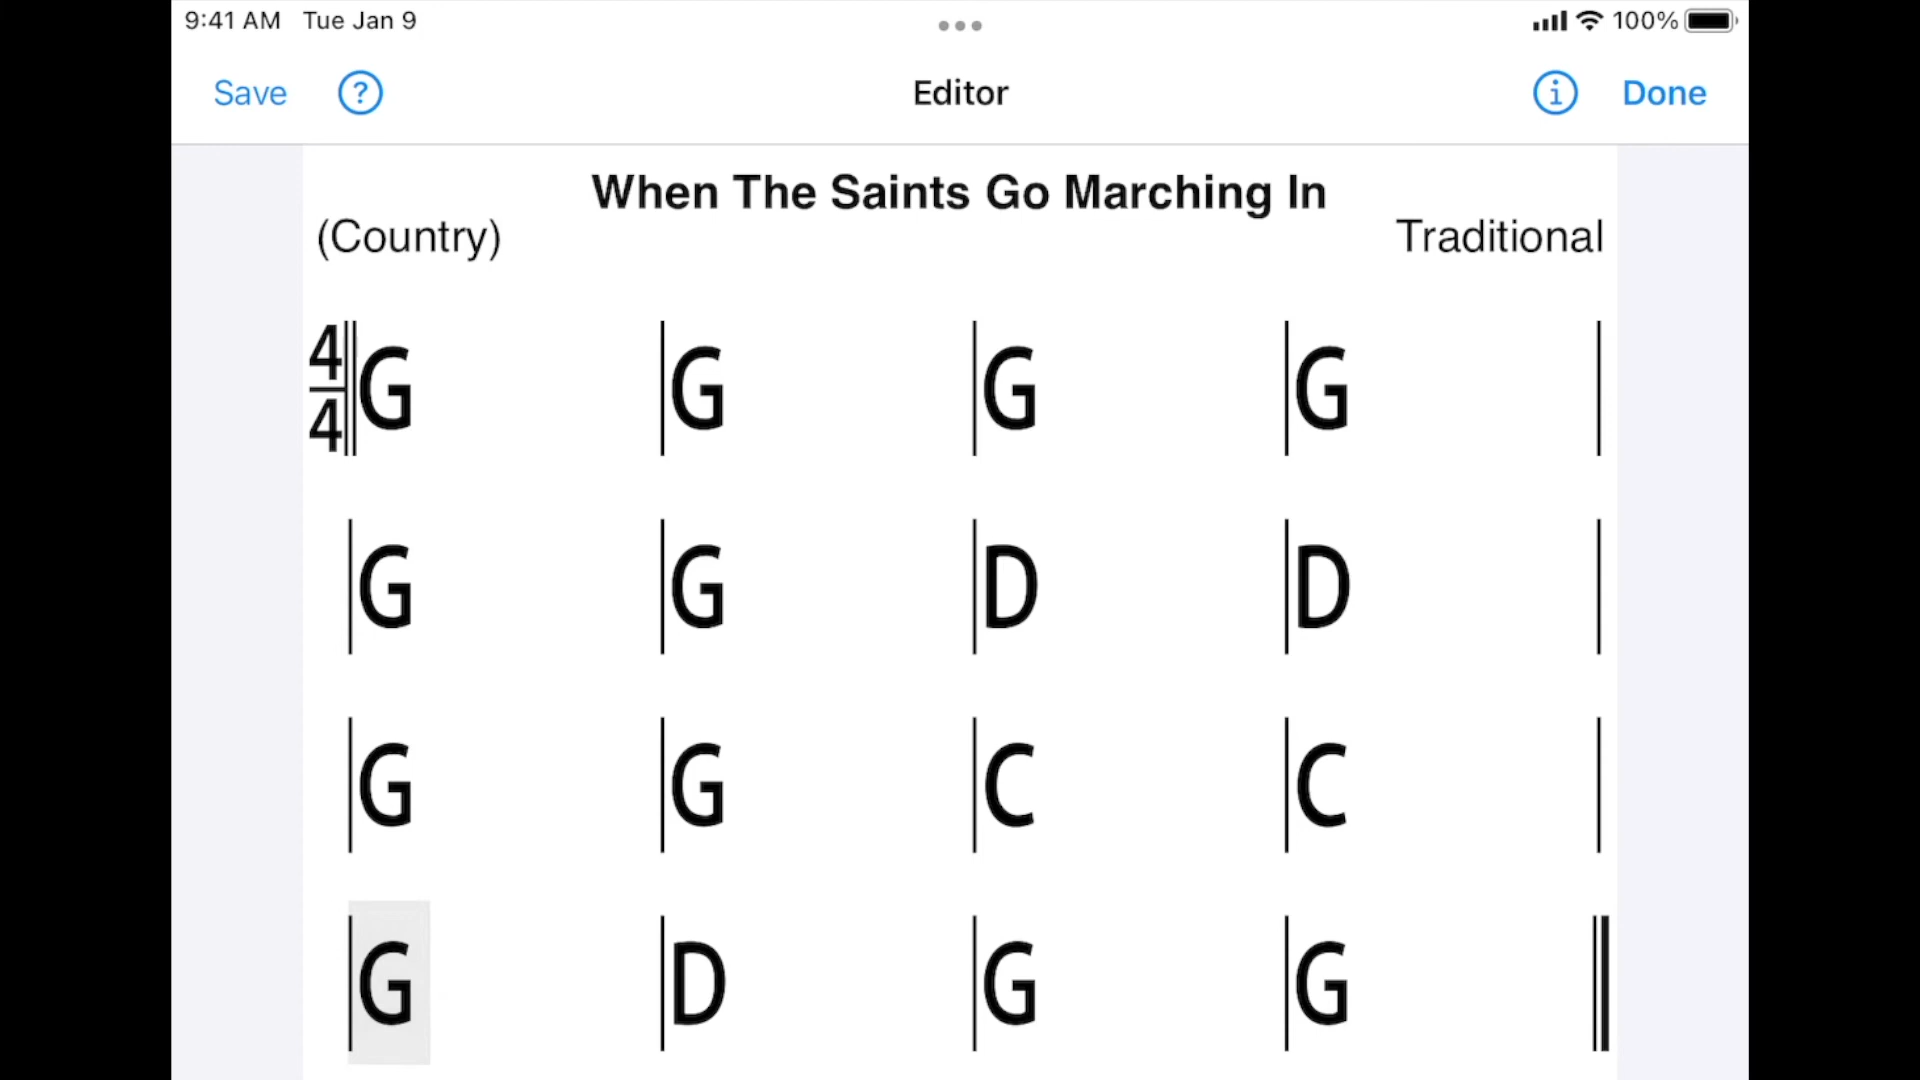 9:41 AM Tue Jan 9 100%
Save ? Editor i Done
When The Saints Go Marching In
(Country) Traditional
4/4 G G G G
G G D D
G G C C
G D G G